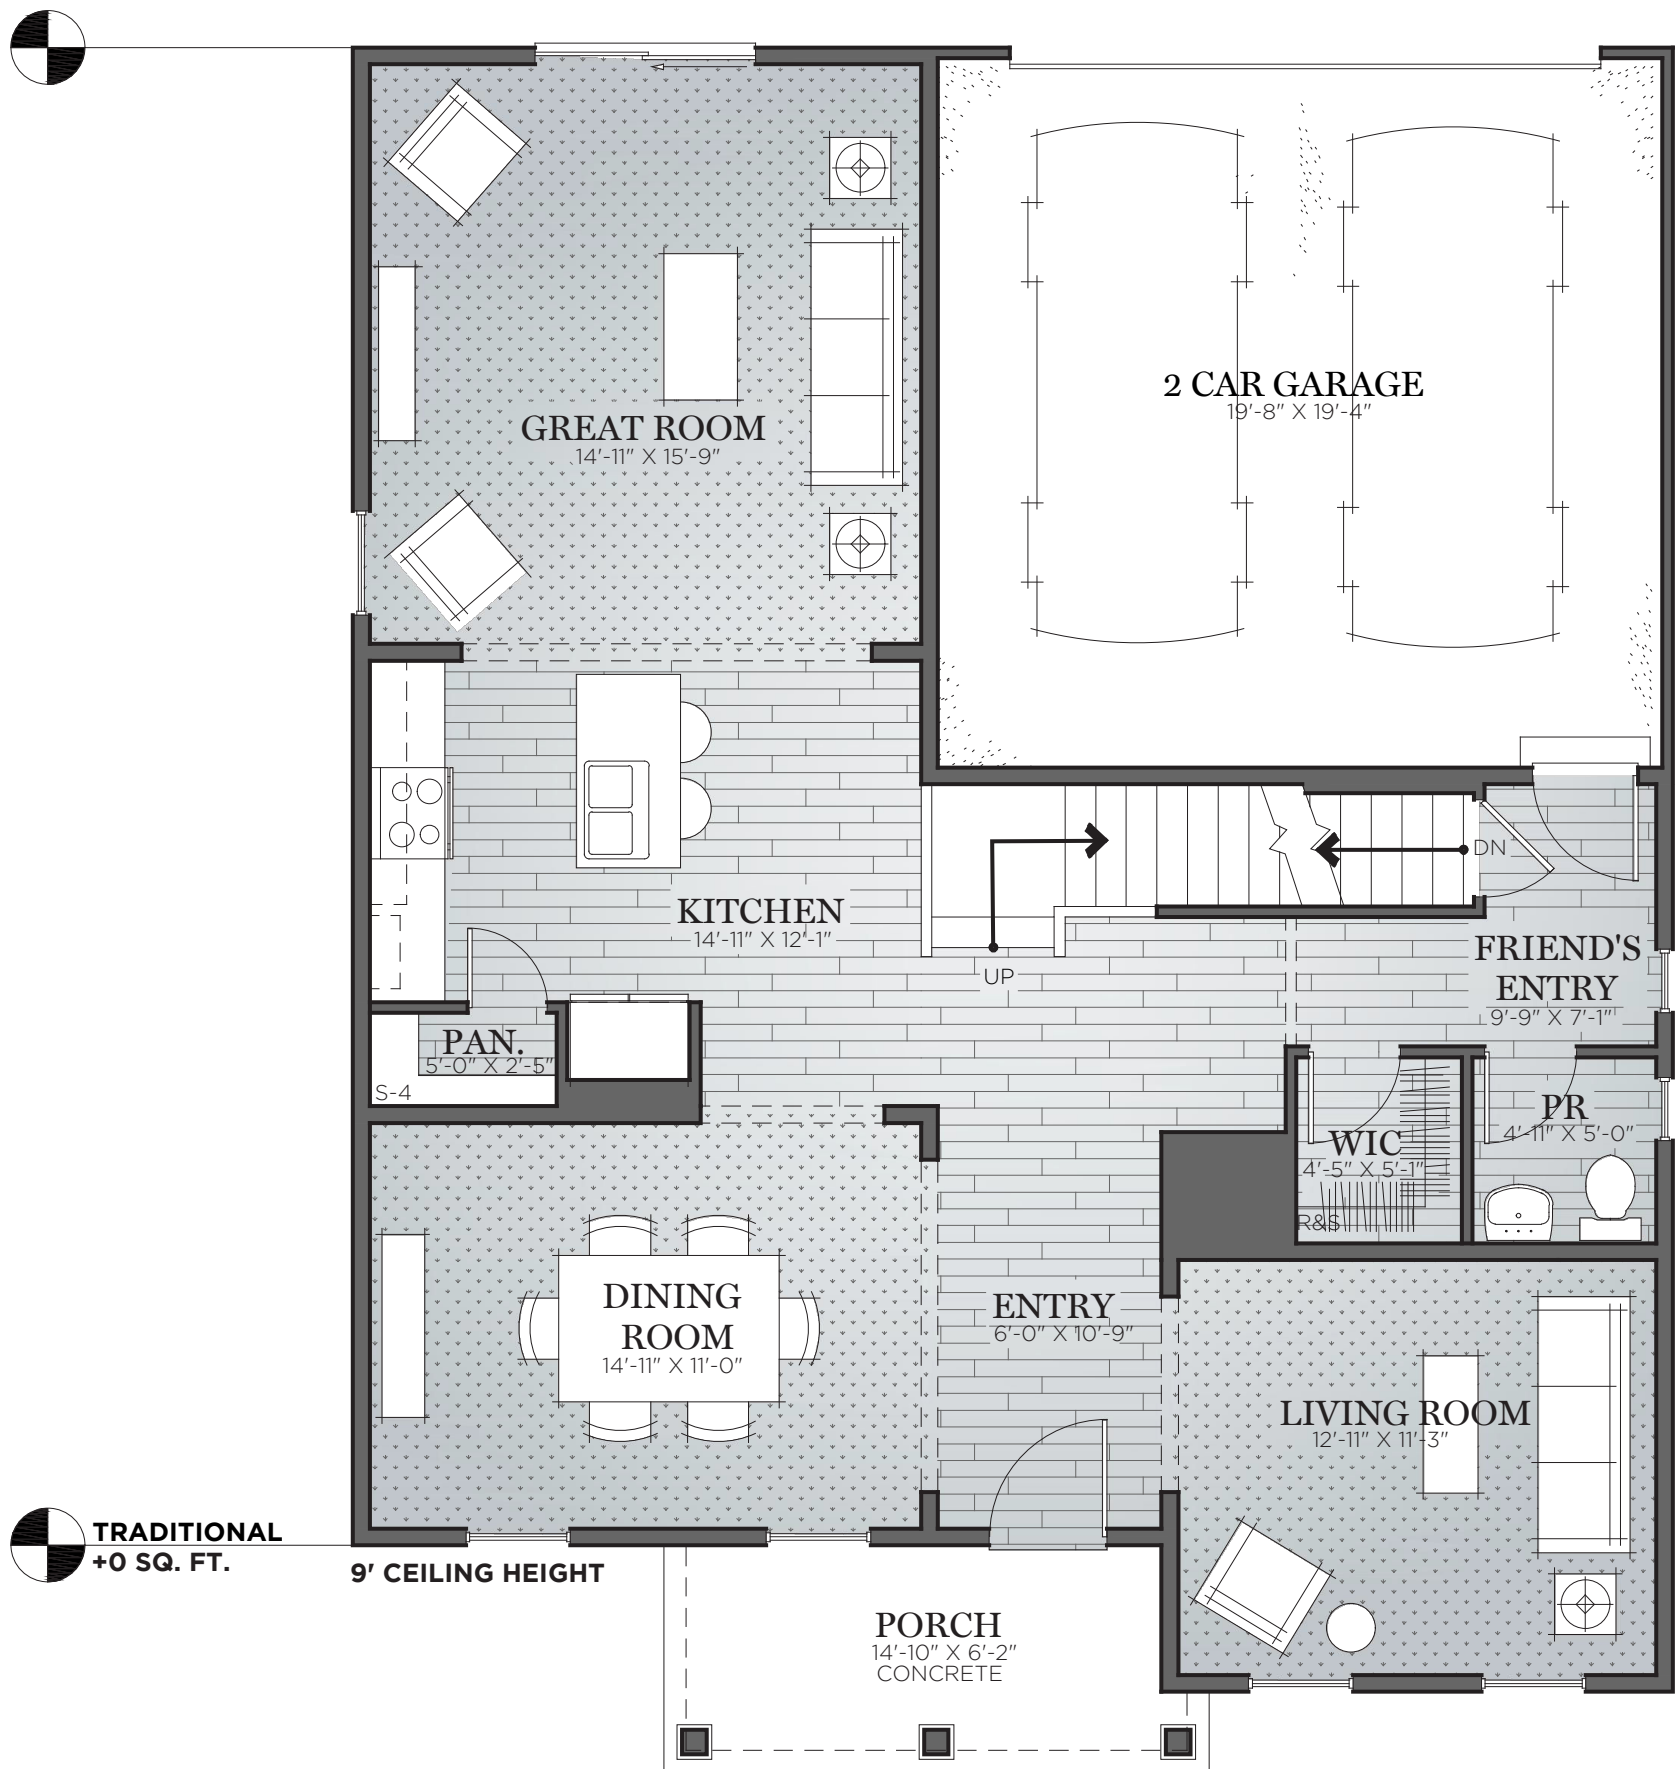 2 CAR GARAGE
19'-8" X 19'-4"
GREAT ROOM
14'-11" X 15'-9"
DN
KITCHEN
14'-11" X 12'-1"
UP
FRIEND'S
ENTRY
9'-9" X 7'-1"
PAN.
5'-0" X 2'-5"
S-4
PR
4'-11" X 5'-0"
WIC
4'-5" X 5'-1"
R&S
DINING
ROOM
14'-11" X 11'-0"
ENTRY
6'-0" X 10'-9"
LIVING ROOM
12'-11" X 11'-3"
TRADITIONAL
+0 SQ. FT.
9' CEILING HEIGHT
PORCH
14'-10" X 6'-2"
CONCRETE